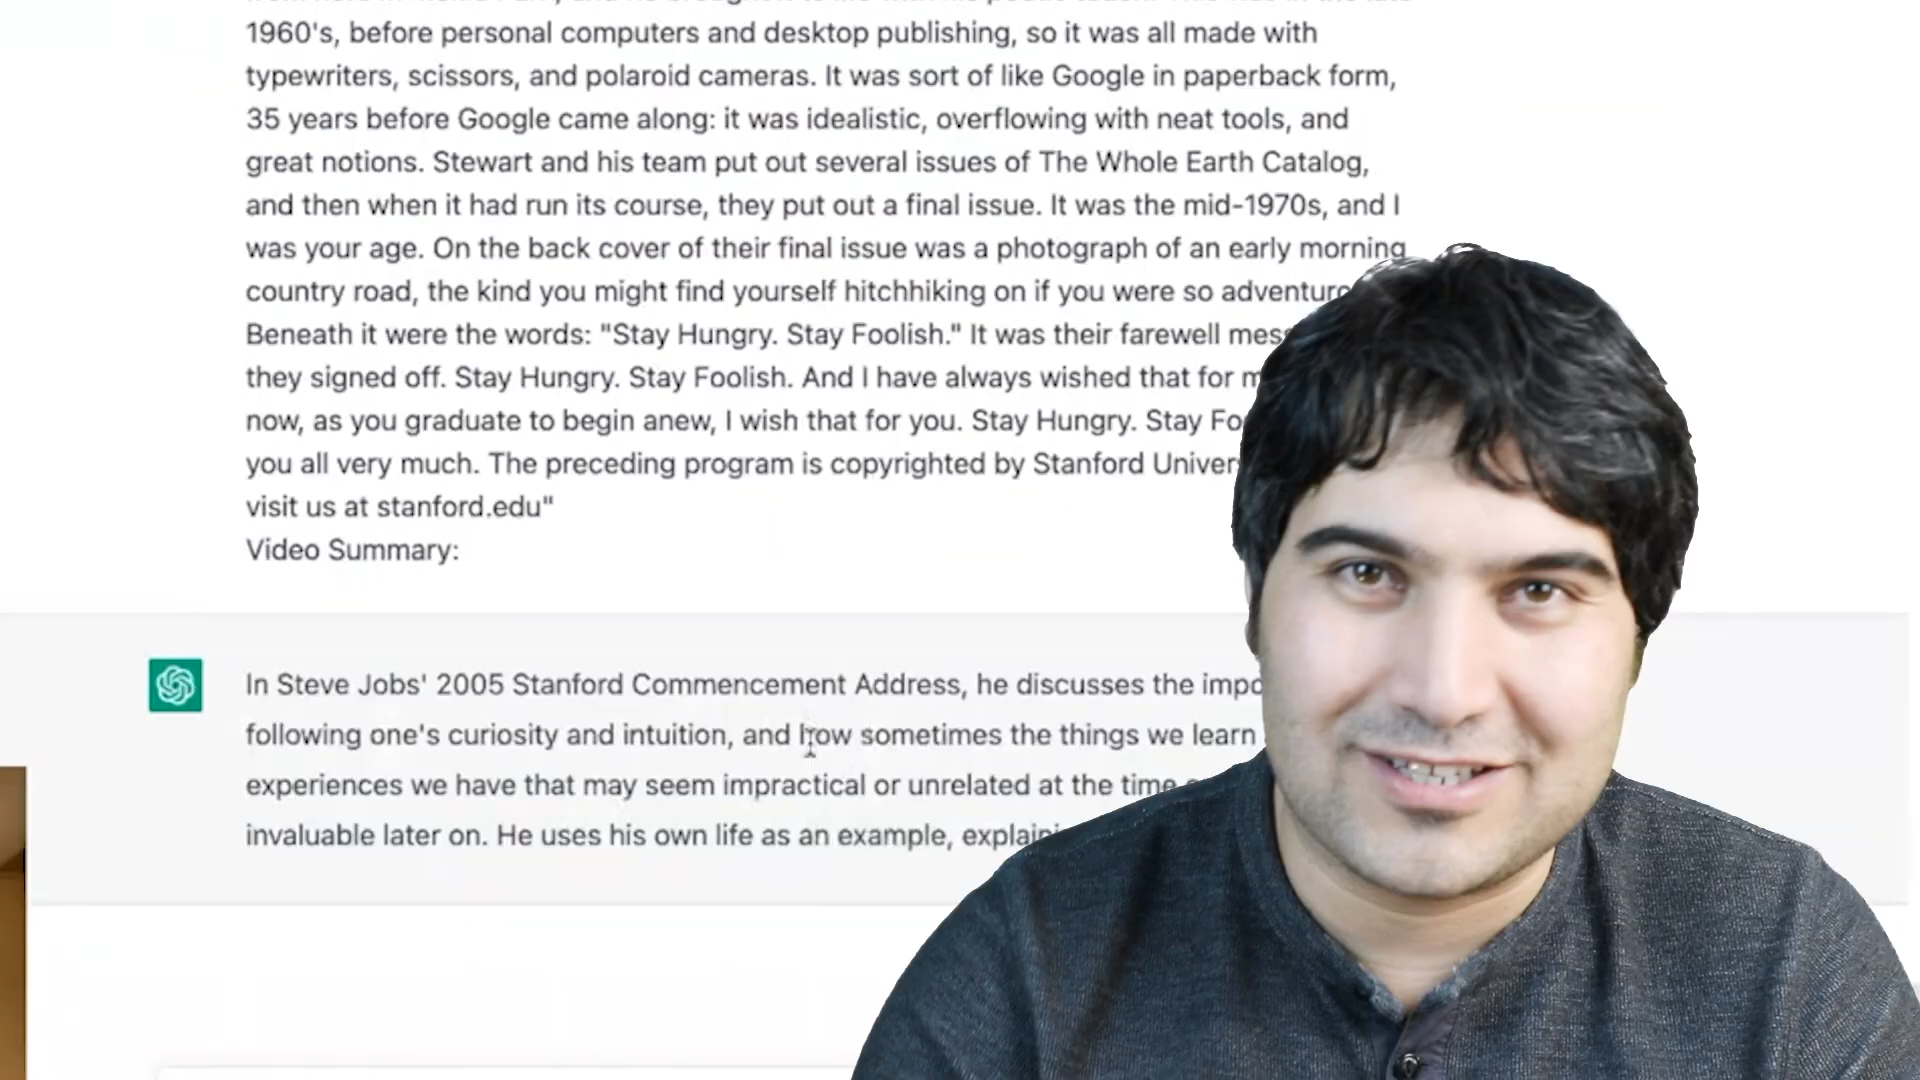 1960's, before personal computers and desktop publishing, so it was all made with
typewriters, scissors, and polaroid cameras. It was sort of like Google in paperback form,
35 years before Google came along: it was idealistic, overflowing with neat tools, and
great notions. Stewart and his team put out several issues of The Whole Earth Catalog,
and then when it had run its course, they put out a final issue. It was the mid-1970s, and I
was your age. On the back cover of their final issue was a photograph of an early morning
country road, the kind you might find yourself hitchhiking on if you were so
Beneath it were the words: "Stay Hungry. Stay Foolish." It was their farewell
they signed off. Stay Hungry. Stay Foolish. And I have always wished that for
now, as you graduate to begin anew, I wish that for you. Stay Hungry. Stay
you all very much. The preceding program is copyrighted by Stanford
visit us at stanford.edu"
Video Summary:
In Steve Jobs' 2005 Stanford Commencement Address, he discusses the
following one's curiosity and intuition, and how sometimes the things we learn
experiences we have that may seem impractical or unrelated at the time
invaluable later on. He uses his own life as an example,